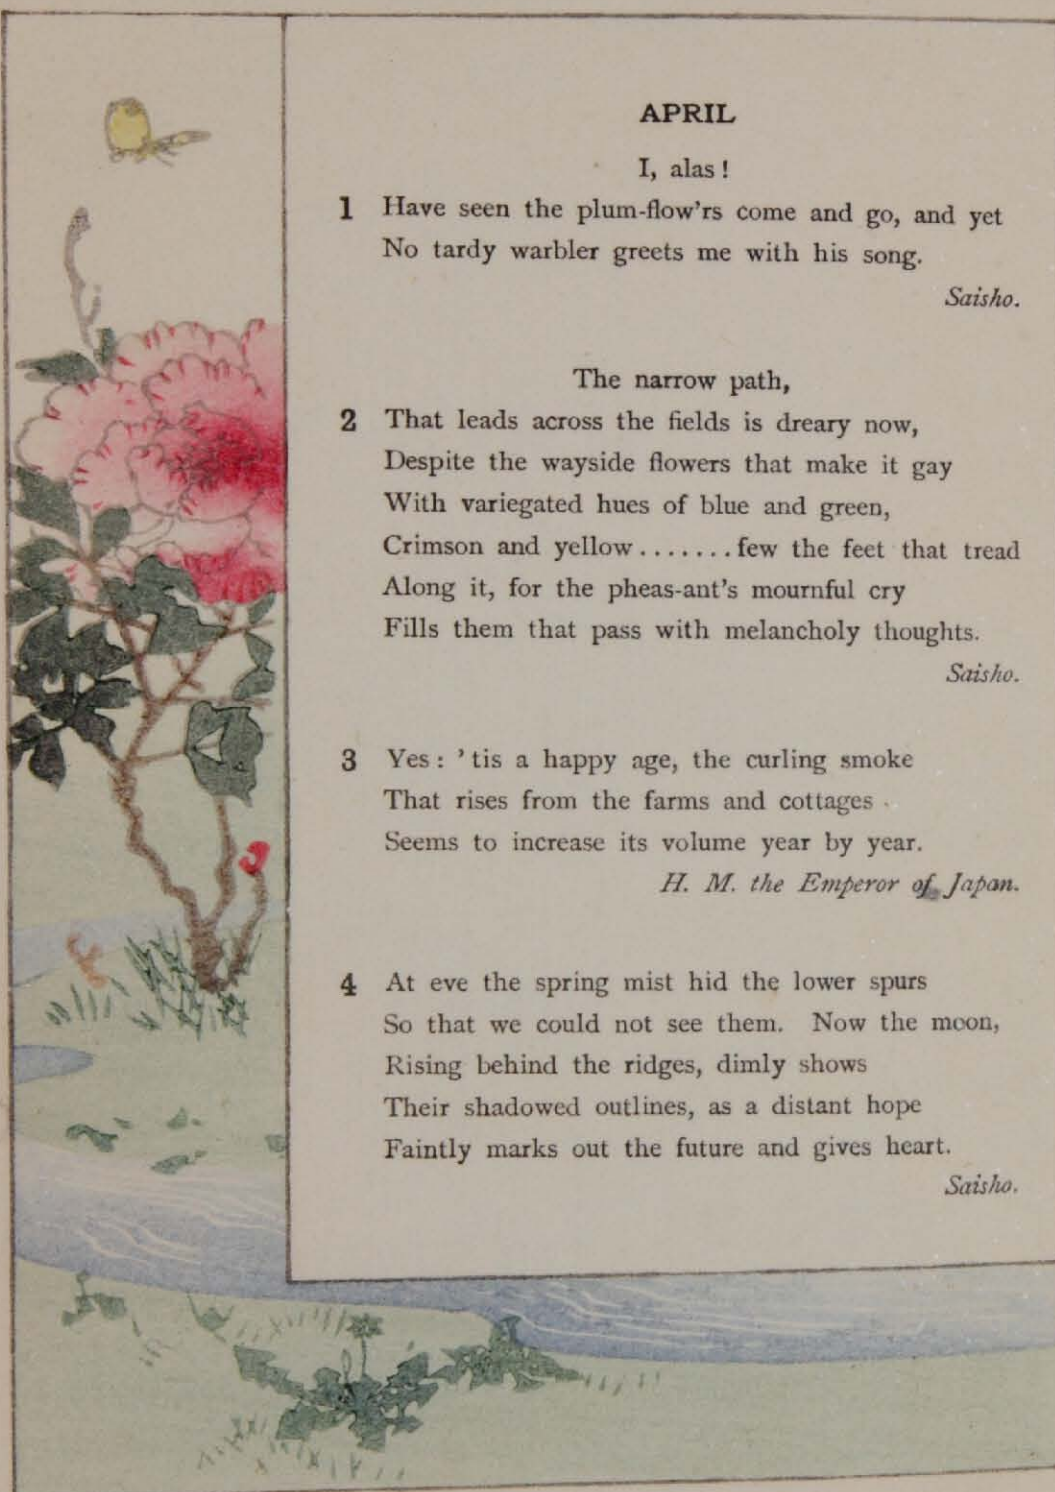 APRIL
I, alas!
1 Have seen the plum-flow'rs come and go, and yet
No tardy warbler greets me with his song.
Saisho.
The narrow path,
2 That leads across the fields is dreary now,
Despite the wayside flowers that make it gay
With variegated hues of blue and green,
Crimson and yellow.......few the feet that tread
Along it, for the pheas-ant's mournful cry
Fills them that pass with melancholy thoughts.
Saisho.
3 Yes: 'tis a happy age, the curling smoke
That rises from the farms and cottages
Seems to increase its volume year by year.
H. M. the Emperor of Japan.
4 At eve the spring mist hid the lower spurs
So that we could not see them. Now the moon,
Rising behind the ridges, dimly shows
Their shadowed outlines, as a distant hope
Faintly marks out the future and gives heart.
Saisho.